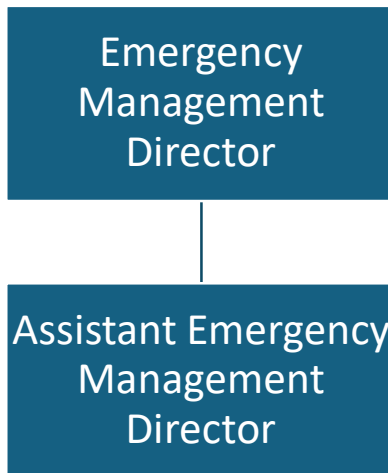 Emergency
Management
Director
Assistant Emergency
Management
Director